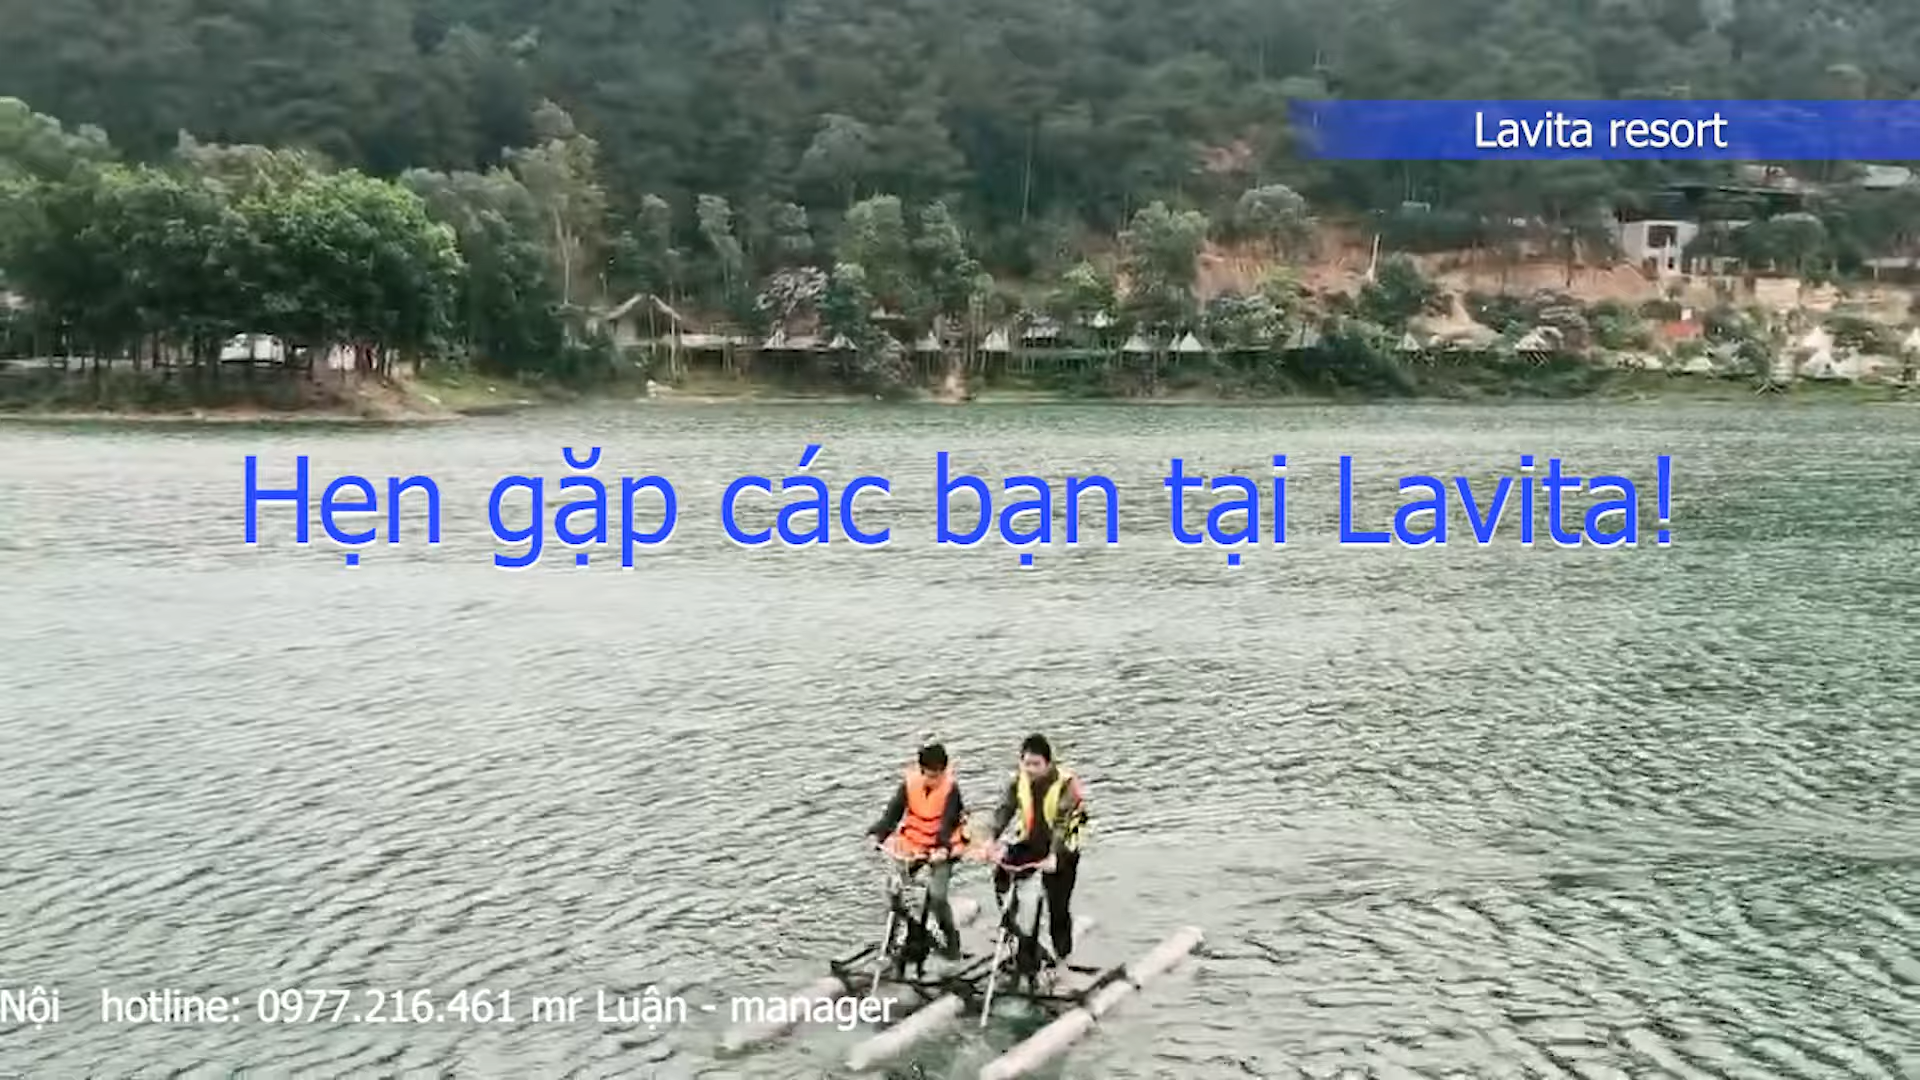 Lavita resort
Hẹn gặp các bạn tại Lavita!
Nội hotline: 0977.216.461 mr Luận - manager